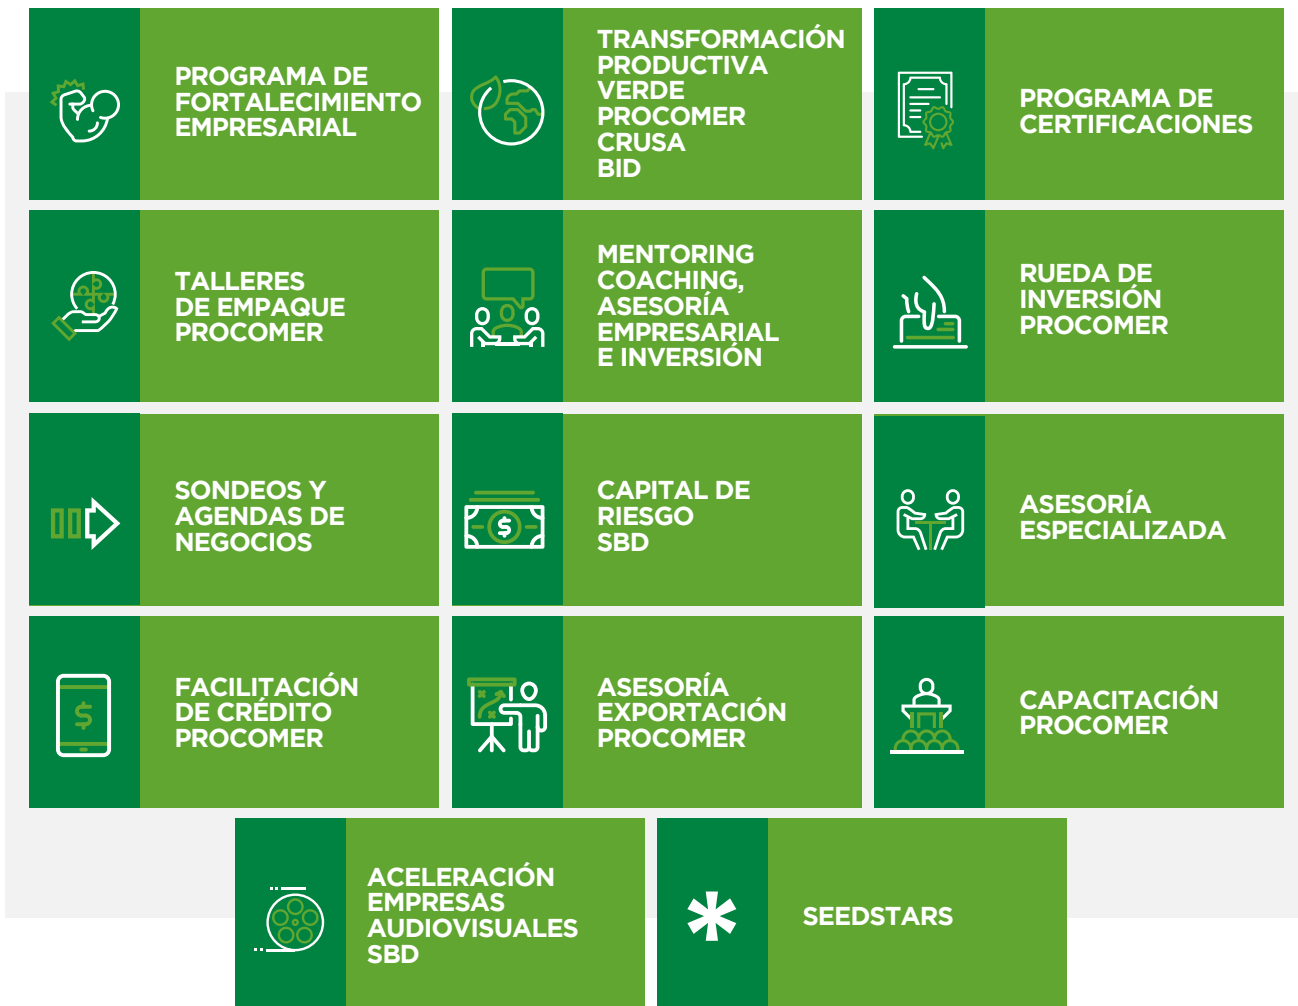 PROGRAMA DE
FORTALECIMIENTO
EMPRESARIAL
TRANSFORMACIÓN
PRODUCTIVA
VERDE
PROCOMER
CRUSA
BID
PROGRAMA DE
CERTIFICACIONES
TALLERES
DE EMPAQUE
PROCOMER
MENTORING
COACHING,
ASESORÍA
EMPRESARIAL
E INVERSIÓN
RUEDA DE
INVERSIÓN
PROCOMER
SONDEOS Y
AGENDAS DE
NEGOCIOS
CAPITAL DE
RIESGO
SBD
ASESORÍA
ESPECIALIZADA
FACILITACIÓN
DE CRÉDITO
PROCOMER
ASESORÍA
EXPORTACIÓN
PROCOMER
CAPACITACIÓN
PROCOMER
ACELERACIÓN
EMPRESAS
AUDIOVISUALES
SBD
SEEDSTARS